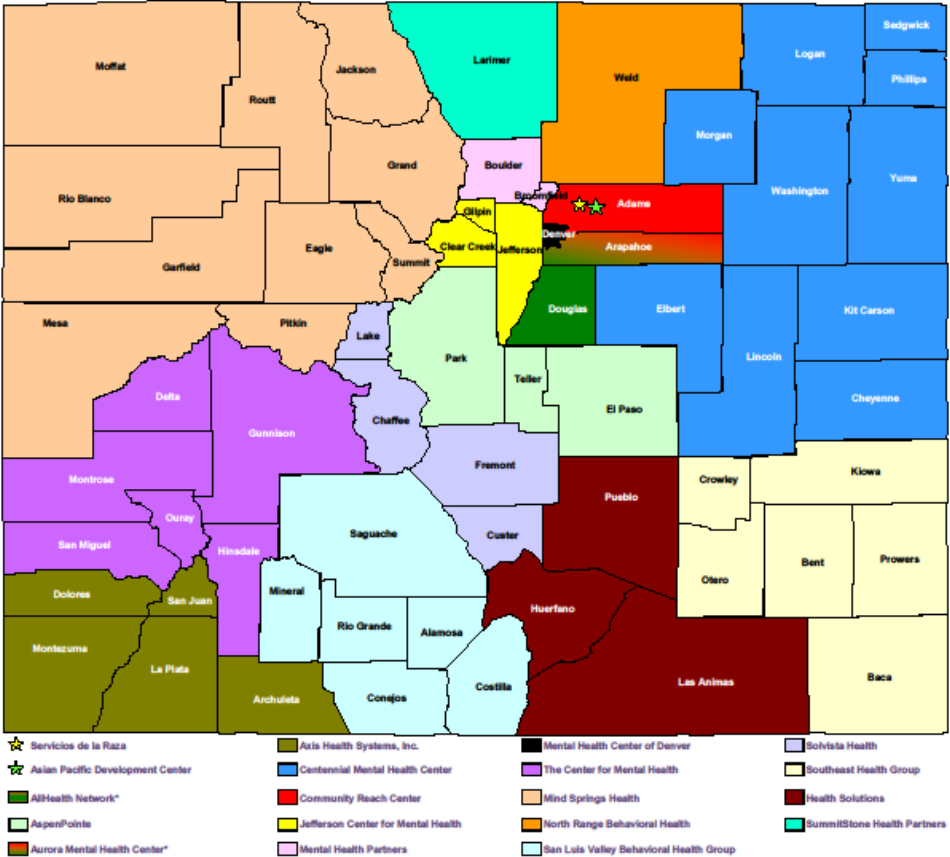 Moffat
Routt
Jackson
Larimer
Weld
Logan
Sedgwick
Phillips
Morgan
Grand
Boulder
Broomfield
Rio Blanco
Washington
Yuma
Adams
Gilpin
Denver
Clear Creek
Jefferson
Arapahoe
Eagle
Summit
Garfield
Mesa
Pitkin
Lake
Park
Douglas
Elbert
Kit Carson
Lincoln
Teller
El Paso
Cheyenne
Delta
Gunnison
Chaffee
Fremont
Montrose
Crowley
Kiowa
Pueblo
Ouray
San Miguel
Hinsdale
Saguache
Custer
Otero
Bent
Prowers
Dolores
San Juan
Mineral
Rio Grande
Alamosa
Huerfano
Montezuma
La Plata
Archuleta
Conejos
Costilla
Las Animas
Baca
Servicios de la Raza
Asian Pacific Development Center
AllHealth Network*
AspenPointe
Aurora Mental Health Center*
Axis Health Systems, Inc.
Centennial Mental Health Center
Community Reach Center
Jefferson Center for Mental Health
Mental Health Partners
Mental Health Center of Denver
The Center for Mental Health
Mind Springs Health
North Range Behavioral Health
San Luis Valley Behavioral Health Group
Solvista Health
Southeast Health Group
Health Solutions
SummitStone Health Partners